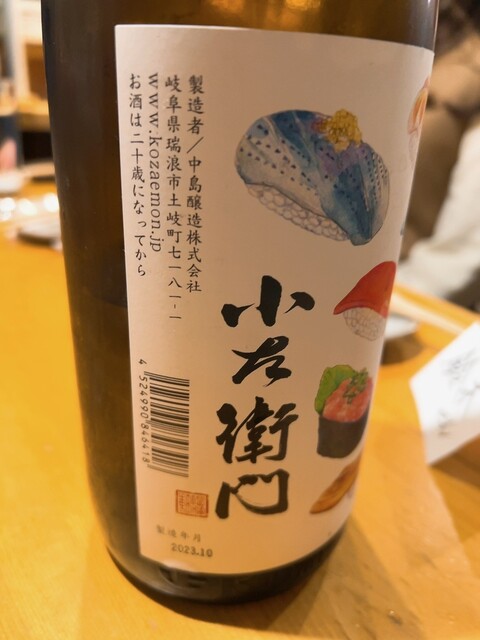 製造者/中島醸造株式会社
岐阜県瑞浪市土岐町七一八一-一
www.kozaemon.jp
お酒は二十歳になってから
小左衛門
4 524990 846418
製造年月
2023.10